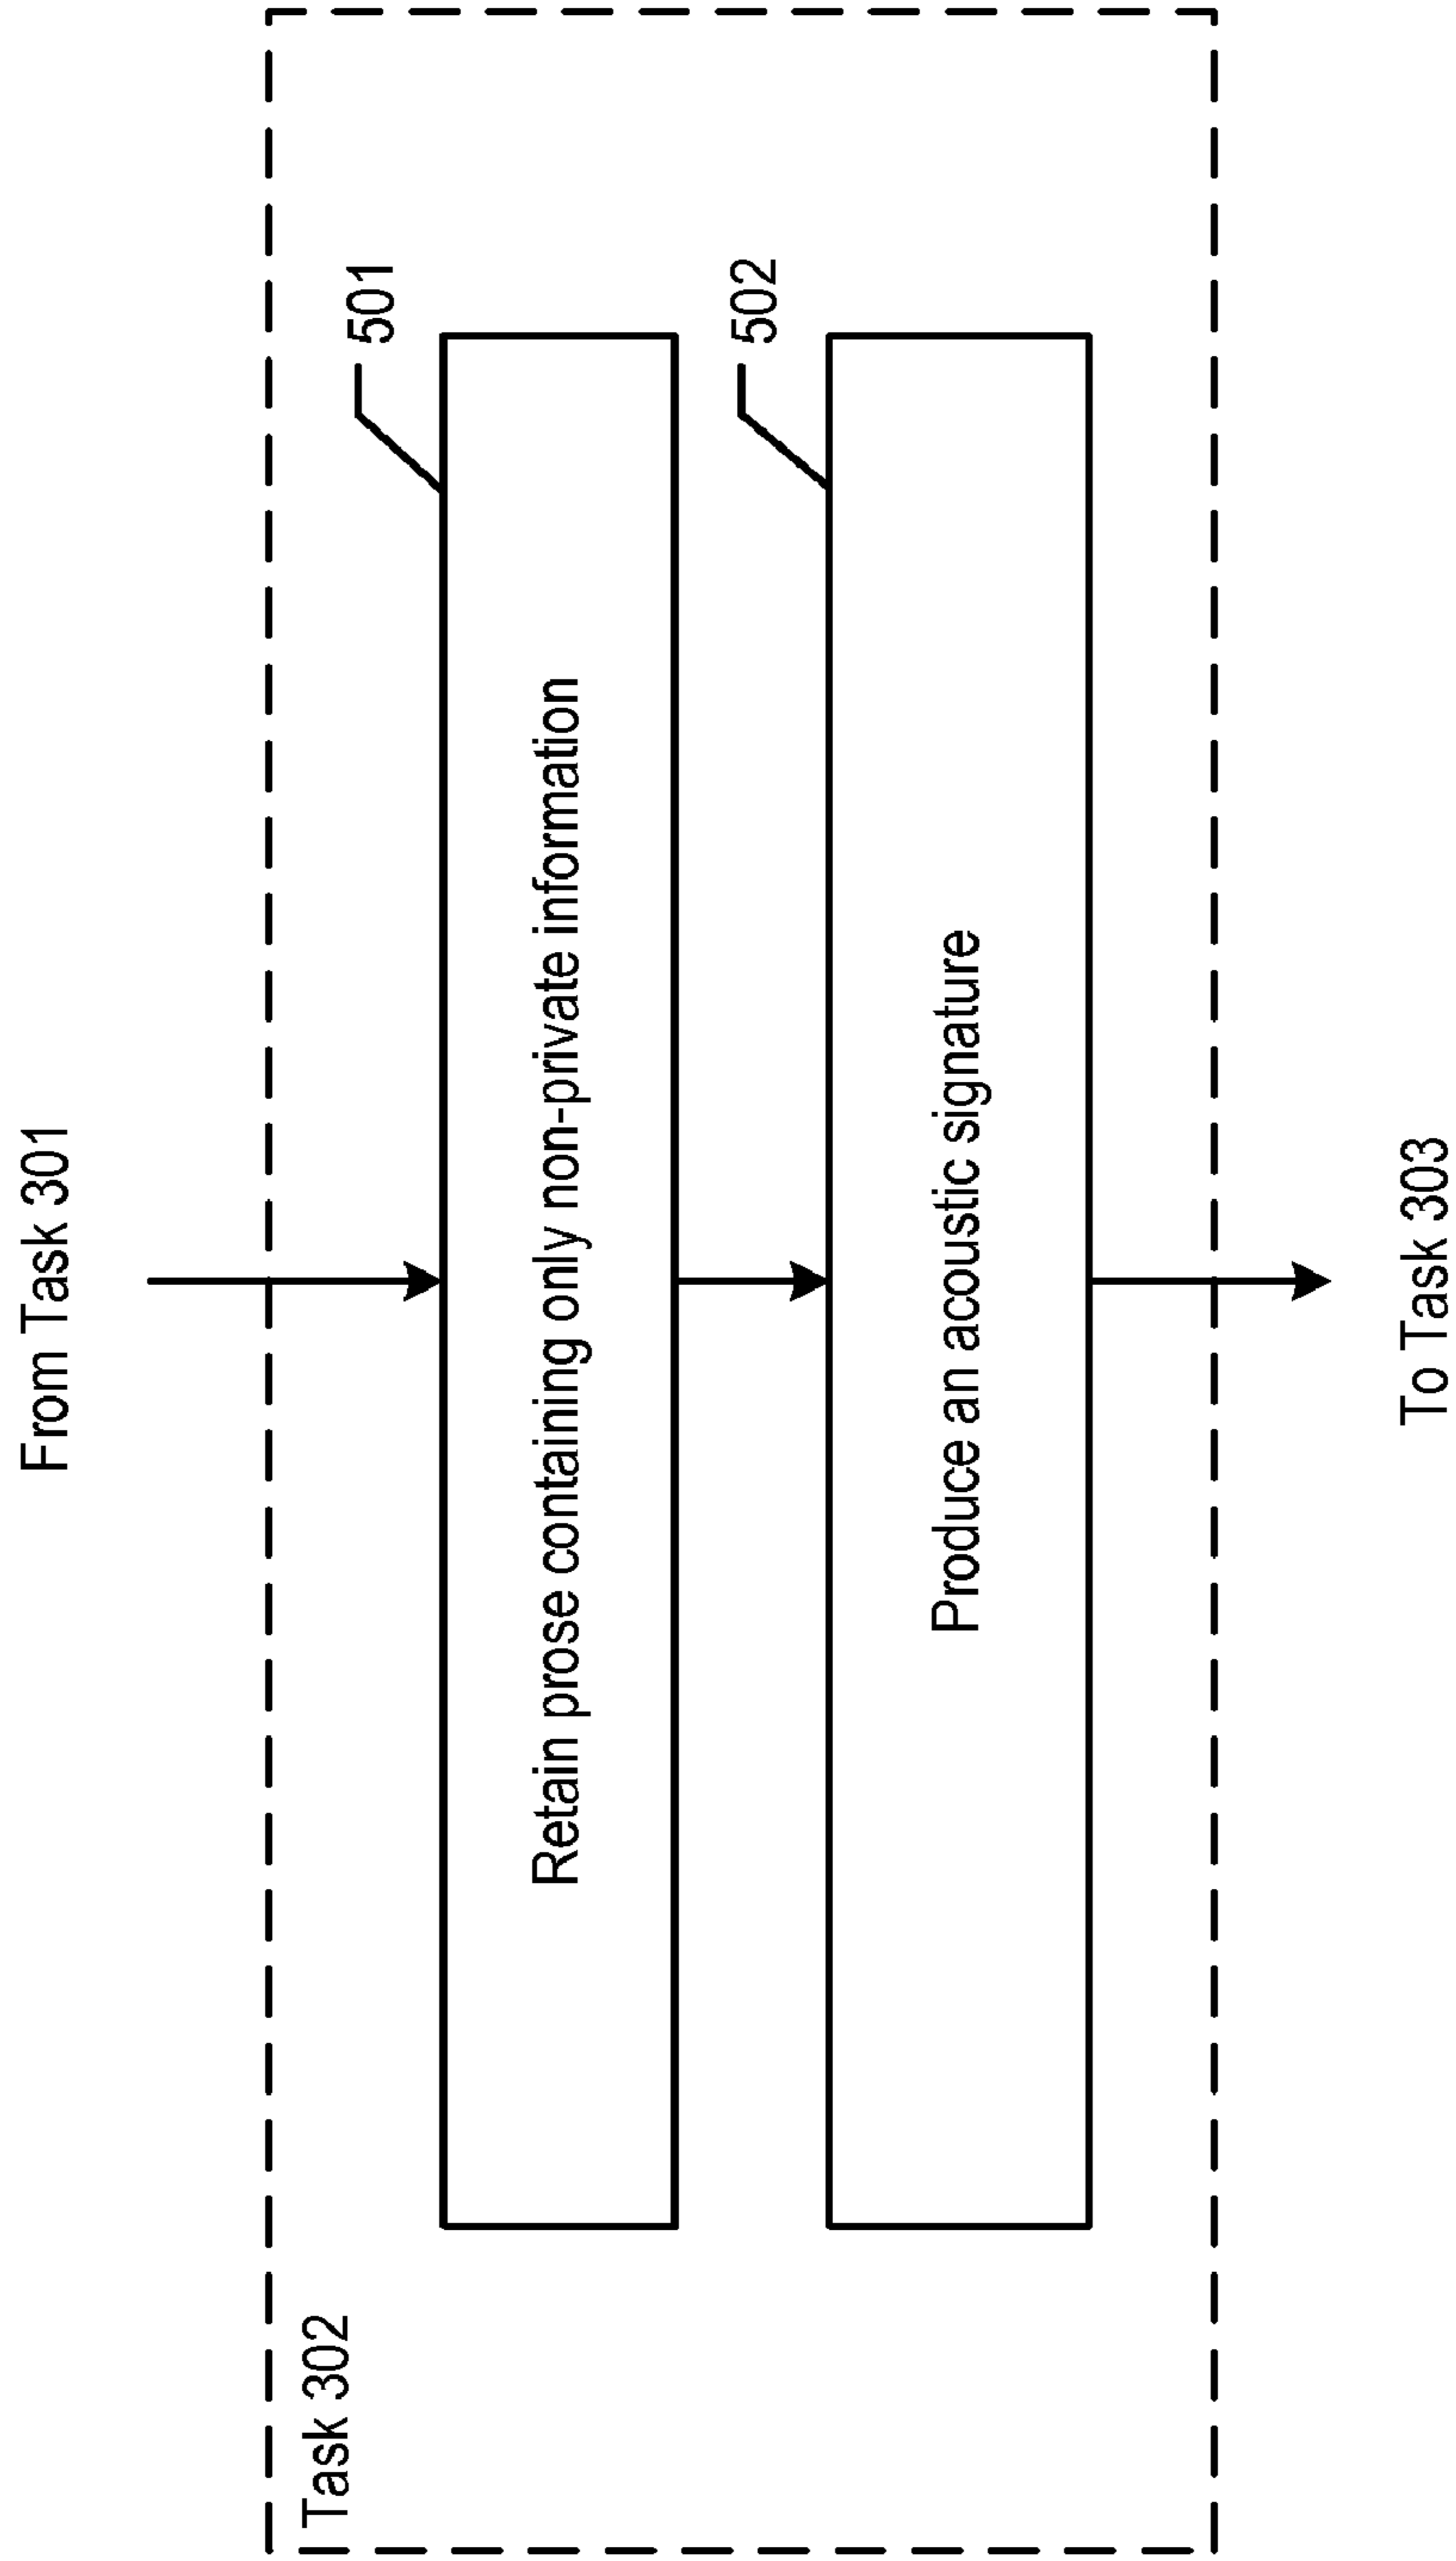 From Task 301
Task 302
501
Retain prose containing only non-private information
502
Produce an acoustic signature
To Task 303